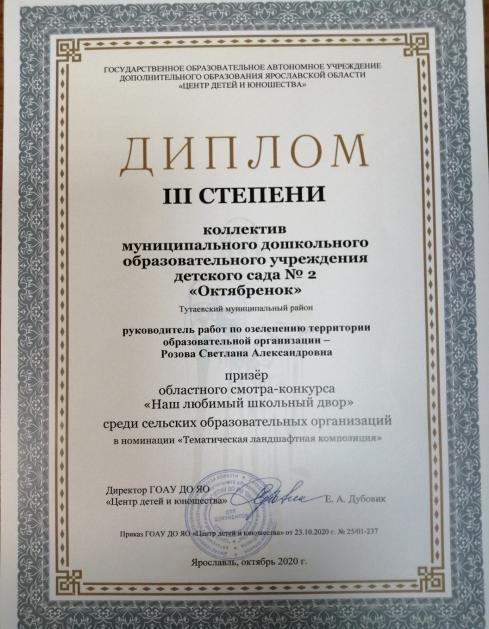 ГОСУДАРСТВЕННОЕ ОБРАЗОВАТЕЛЬНОЕ АВТОНОМНОЕ УЧРЕЖДЕНИЕ
ДОПОЛНИТЕЛЬНОГО ОБРАЗОВАНИЯ ЯРОСЛАВСКОЙ ОБЛАСТИ
«ЦЕНТР ДЕТЕЙ И ЮНОШЕСТВА»
ДИПЛОМ
III СТЕПЕНИ
коллектив
муниципального дошкольного
образовательного учреждения
детского сада № 2
«Октябренок»
Тутаевский муниципальный район
руководитель работ по озеленению территории
образовательной организации –
Розова Светлана Александровна
призёр
областного смотра-конкурса
«Наш любимый школьный двор»
среди сельских образовательных организаций
в номинации «Тематическая ландшафтная композиция»
Директор ГОАУ ДО ЯО
«Центр детей и юношества»
Е. А. Дубовик
ДЛЯ
ДОКУМЕНТОВ
Приказ ГОАУ ДО ЯО «Центр детей и юношества» от 23.10.2020 г. № 25/01-237
Ярославль, октябрь 2020 г.